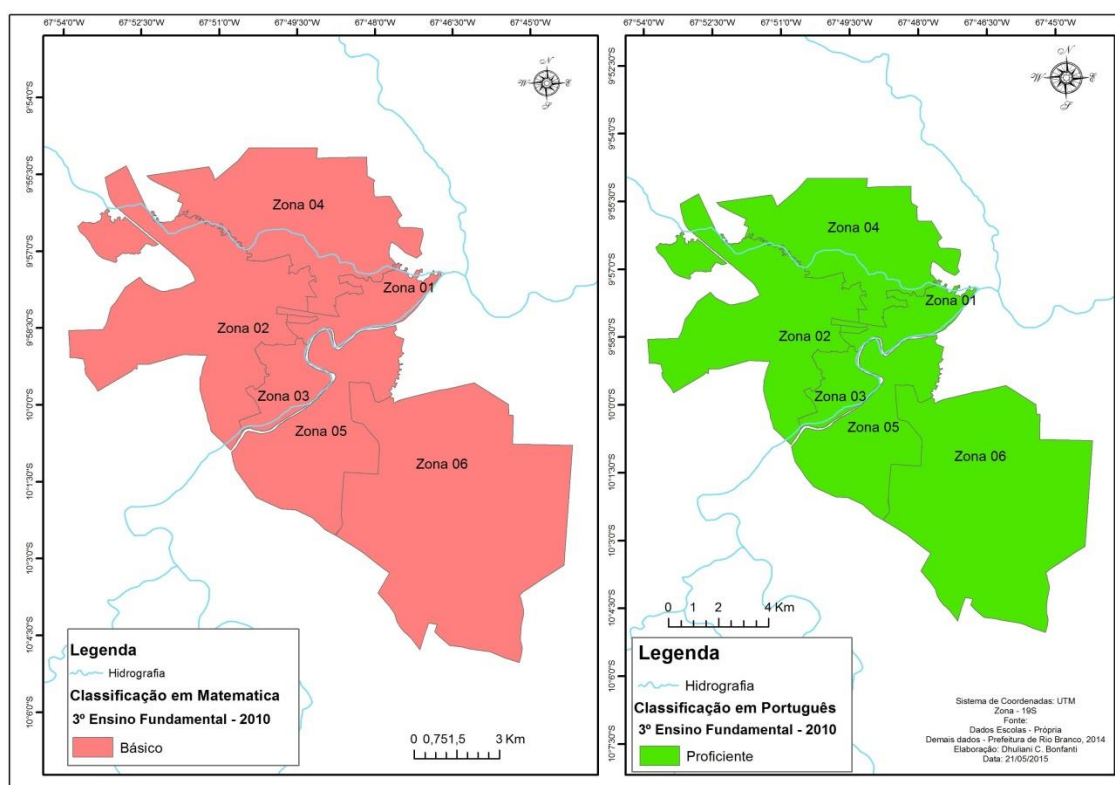 67°54'0"W 67°52'30"W 67°51'0"W 67°49'30"W 67°48'0"W 67°46'30"W 67°45'0"W
9°54'0"S
9°55'30"S
9°57'0"S
9°58'30"S
10°0'0"S
10°1'30"S
10°3'0"S
10°4'30"S
10°6'0"S
N
W E
S
Zona 04
Zona 01
Zona 02
Zona 03
Zona 05
Zona 06
Legenda
Hidrografia
Classificação em Matematica
3º Ensino Fundamental - 2010
Básico
0 0,751,5 3 Km
67°54'0"W 67°52'30"W 67°51'0"W 67°49'30"W 67°48'0"W 67°46'30"W 67°45'0"W
9°52'30"S
9°54'0"S
9°55'30"S
9°57'0"S
9°58'30"S
10°0'0"S
10°1'30"S
10°3'0"S
10°4'30"S
10°6'0"S
10°7'30"S
N
W E
S
Zona 04
Zona 01
Zona 02
Zona 03
Zona 05
Zona 06
0 1 2 4 Km
Legenda
Hidrografia
Classificação em Português
3º Ensino Fundamental - 2010
Proficiente
Sistema de Coordenadas: UTM
Zona - 19S
Fonte:
Dados Escolas - Própria
Demais dados - Prefeitura de Rio Branco, 2014
Elaboração: Dhuliani C. Bonfanti
Data: 21/05/2015